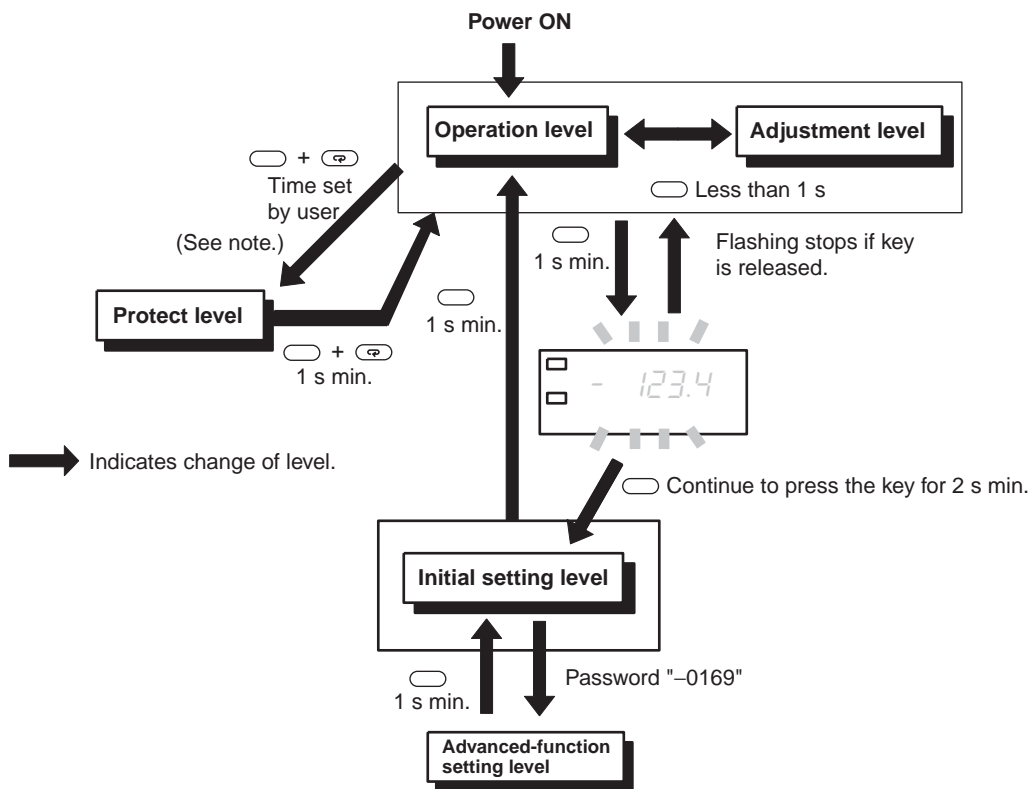 Power ON
Operation level
Adjustment level
+
Time set
by user
(See note.)
Less than 1 s
1 s min.
Flashing stops if key
is released.
Protect level
1 s min.
+
1 s min.
- 123.4
Indicates change of level.
Continue to press the key for 2 s min.
Initial setting level
1 s min.
Password "–0169"
Advanced-function
setting level